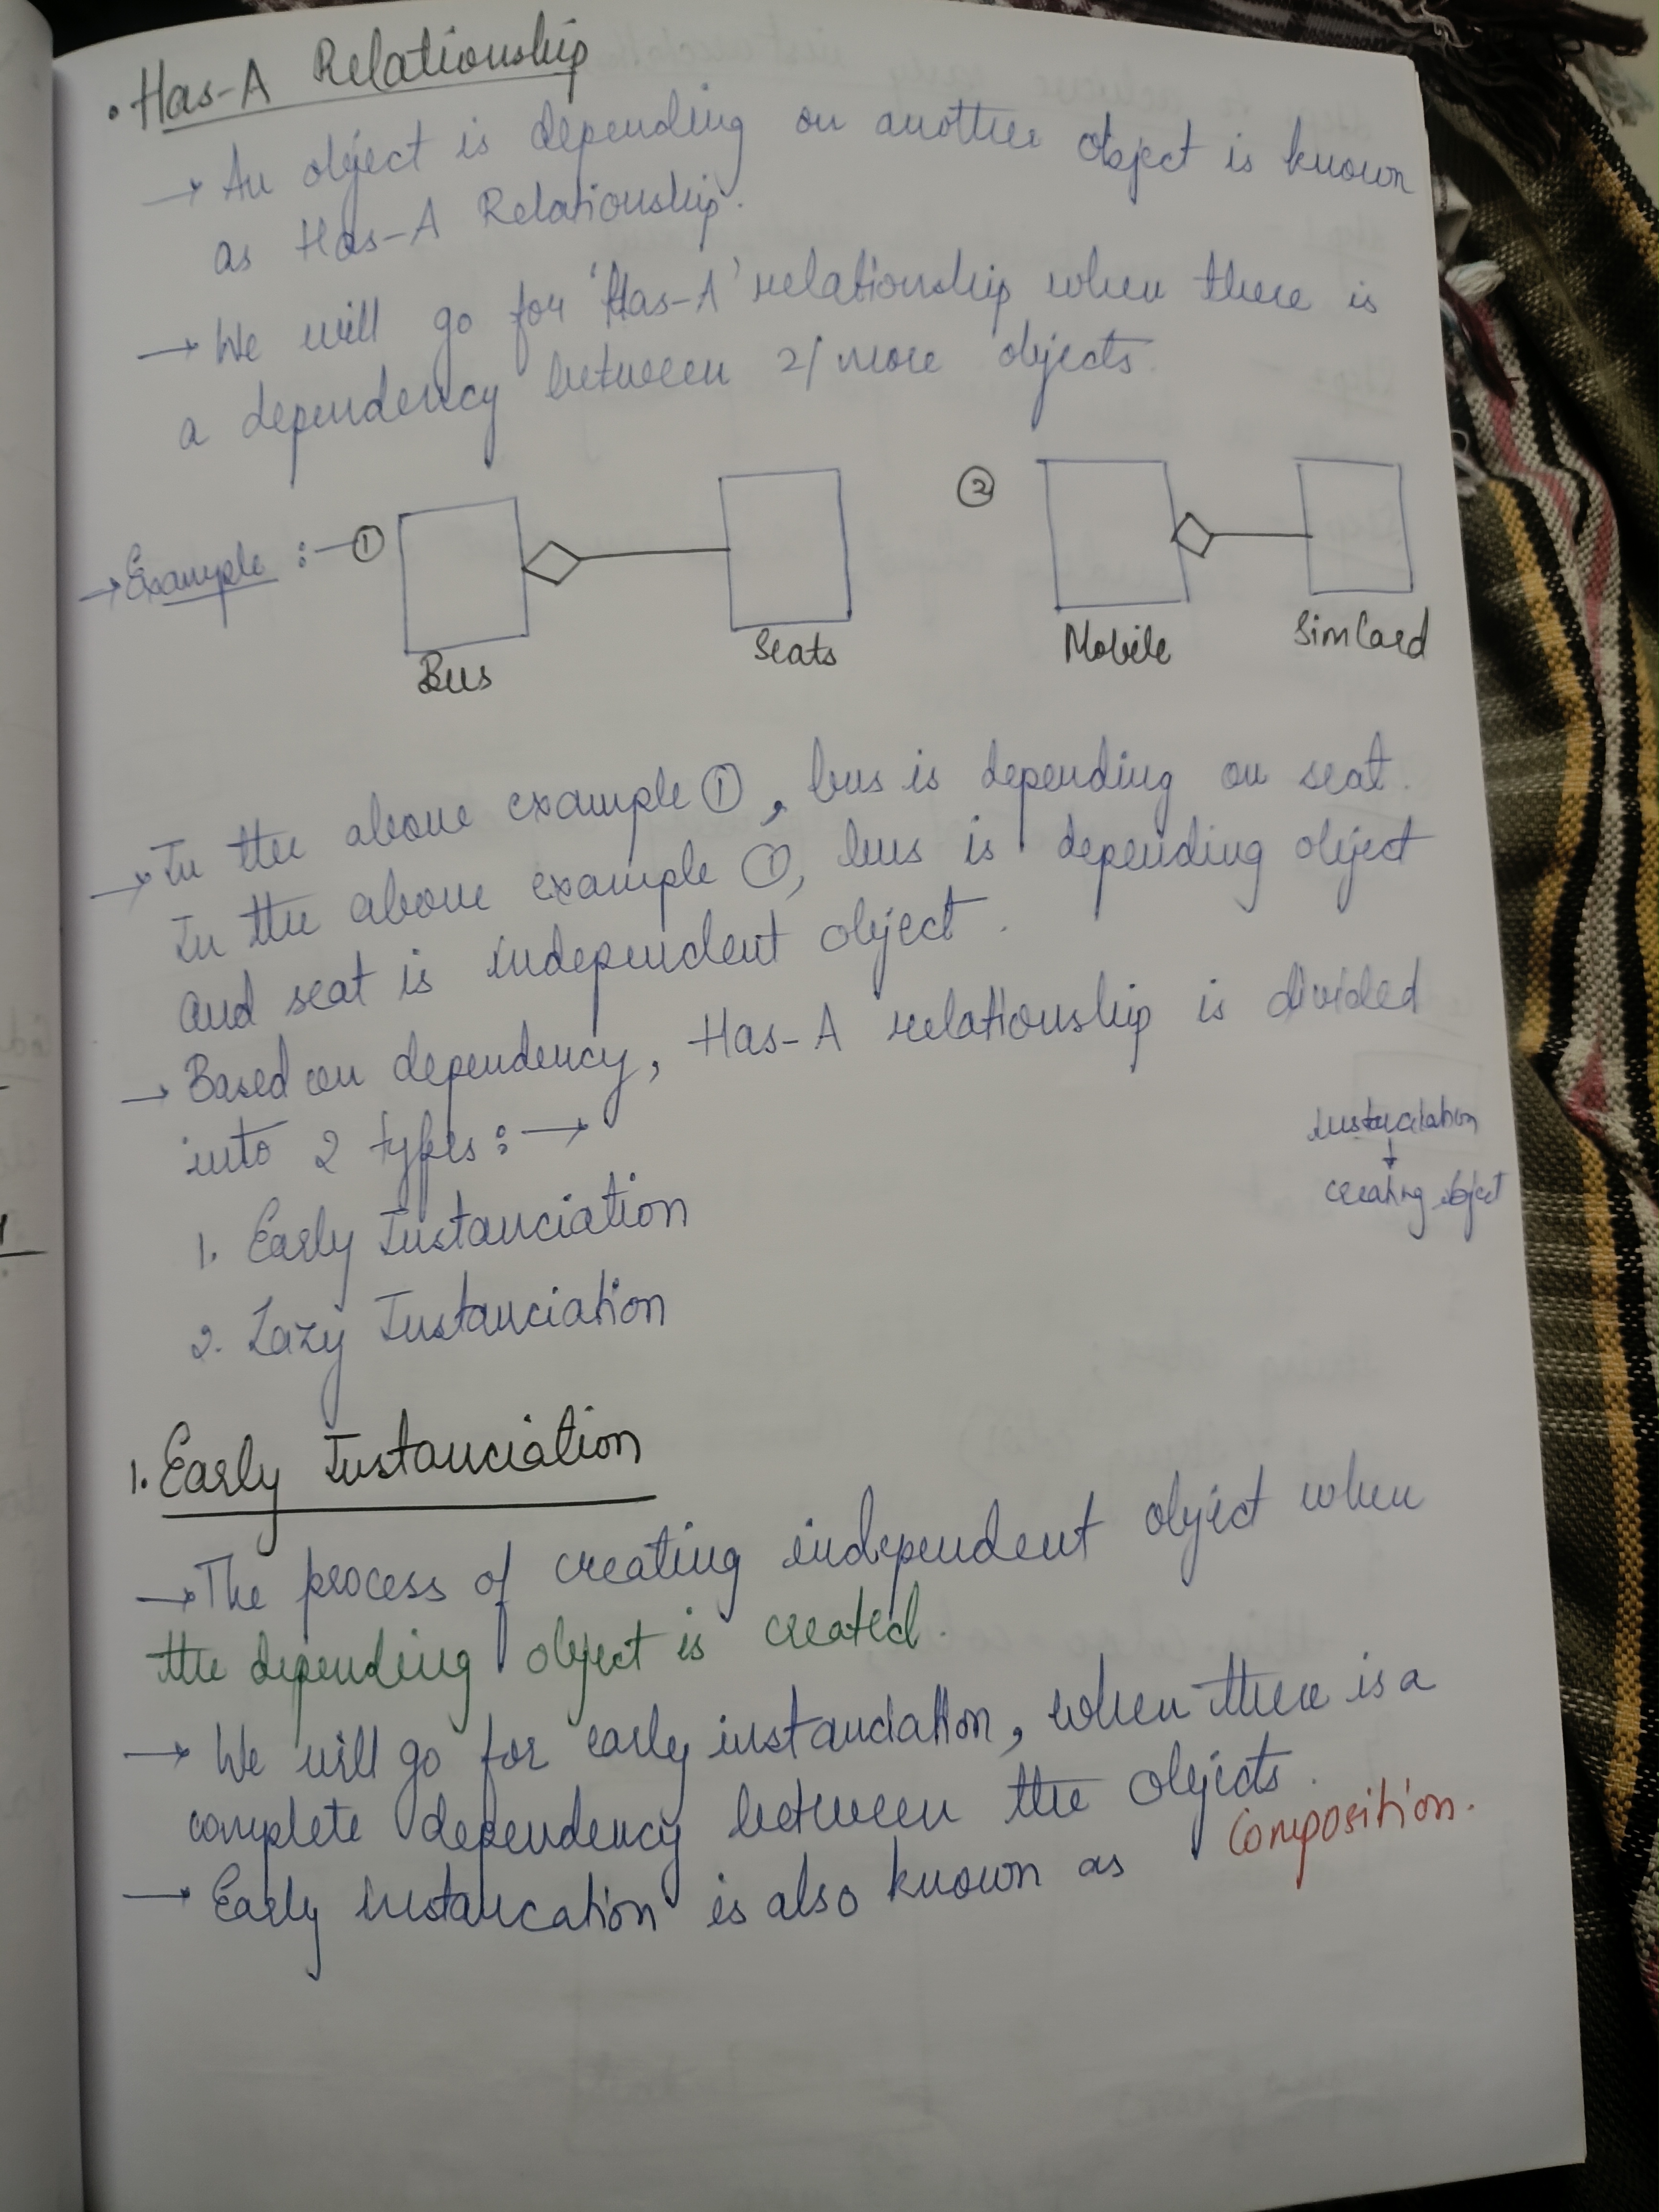 • Has-A Relationship
→ An object is depending on another object is known
as Has-A Relationship.
→ We will go for 'Has-A' relationship when there is
a dependency between 2/more objects.
→ Example :- ① ②
Bus Seats Mobile SimCard
→ In the above example ①, bus is depending on seat.
In the above example ①, bus is depending object
and seat is independent object.
→ Based on dependency, Has-A relationship is divided
into 2 types :→
instanciation
↓
creating object
1. Early Instanciation
2. Lazy Instanciation
1. Early Instanciation
→ The process of creating independent object when
the depending object is created.
→ We will go for early instanciation, when there is a
complete dependency between the objects.
→ Early instancation is also known as Composition.